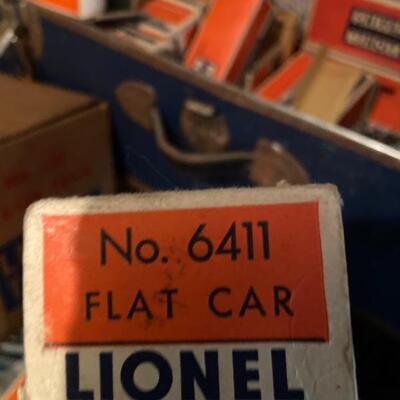 No. 6411
FLAT CAR
LIONEL